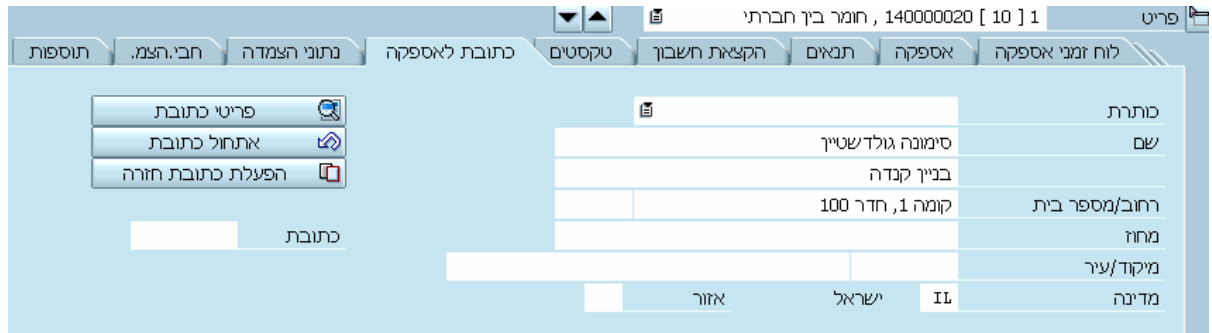 פריט 1 [ 10 ] 140000020 , חומר בין חברתי
לוח זמני אספקה אספקה תנאים הקצאת חשבון טקסטים כתובת לאספקה נתוני הצמדה חבי.הצמ. תוספות
כותרת פריטי כתובת
שם סימונה גולדשטיין אתחול כתובת
בניין קנדה הפעלת כתובת חזרה
רחוב/מספר בית קומה 1, חדר 100
מחוז כתובת
מיקוד/עיר
מדינה IL ישראל אזור